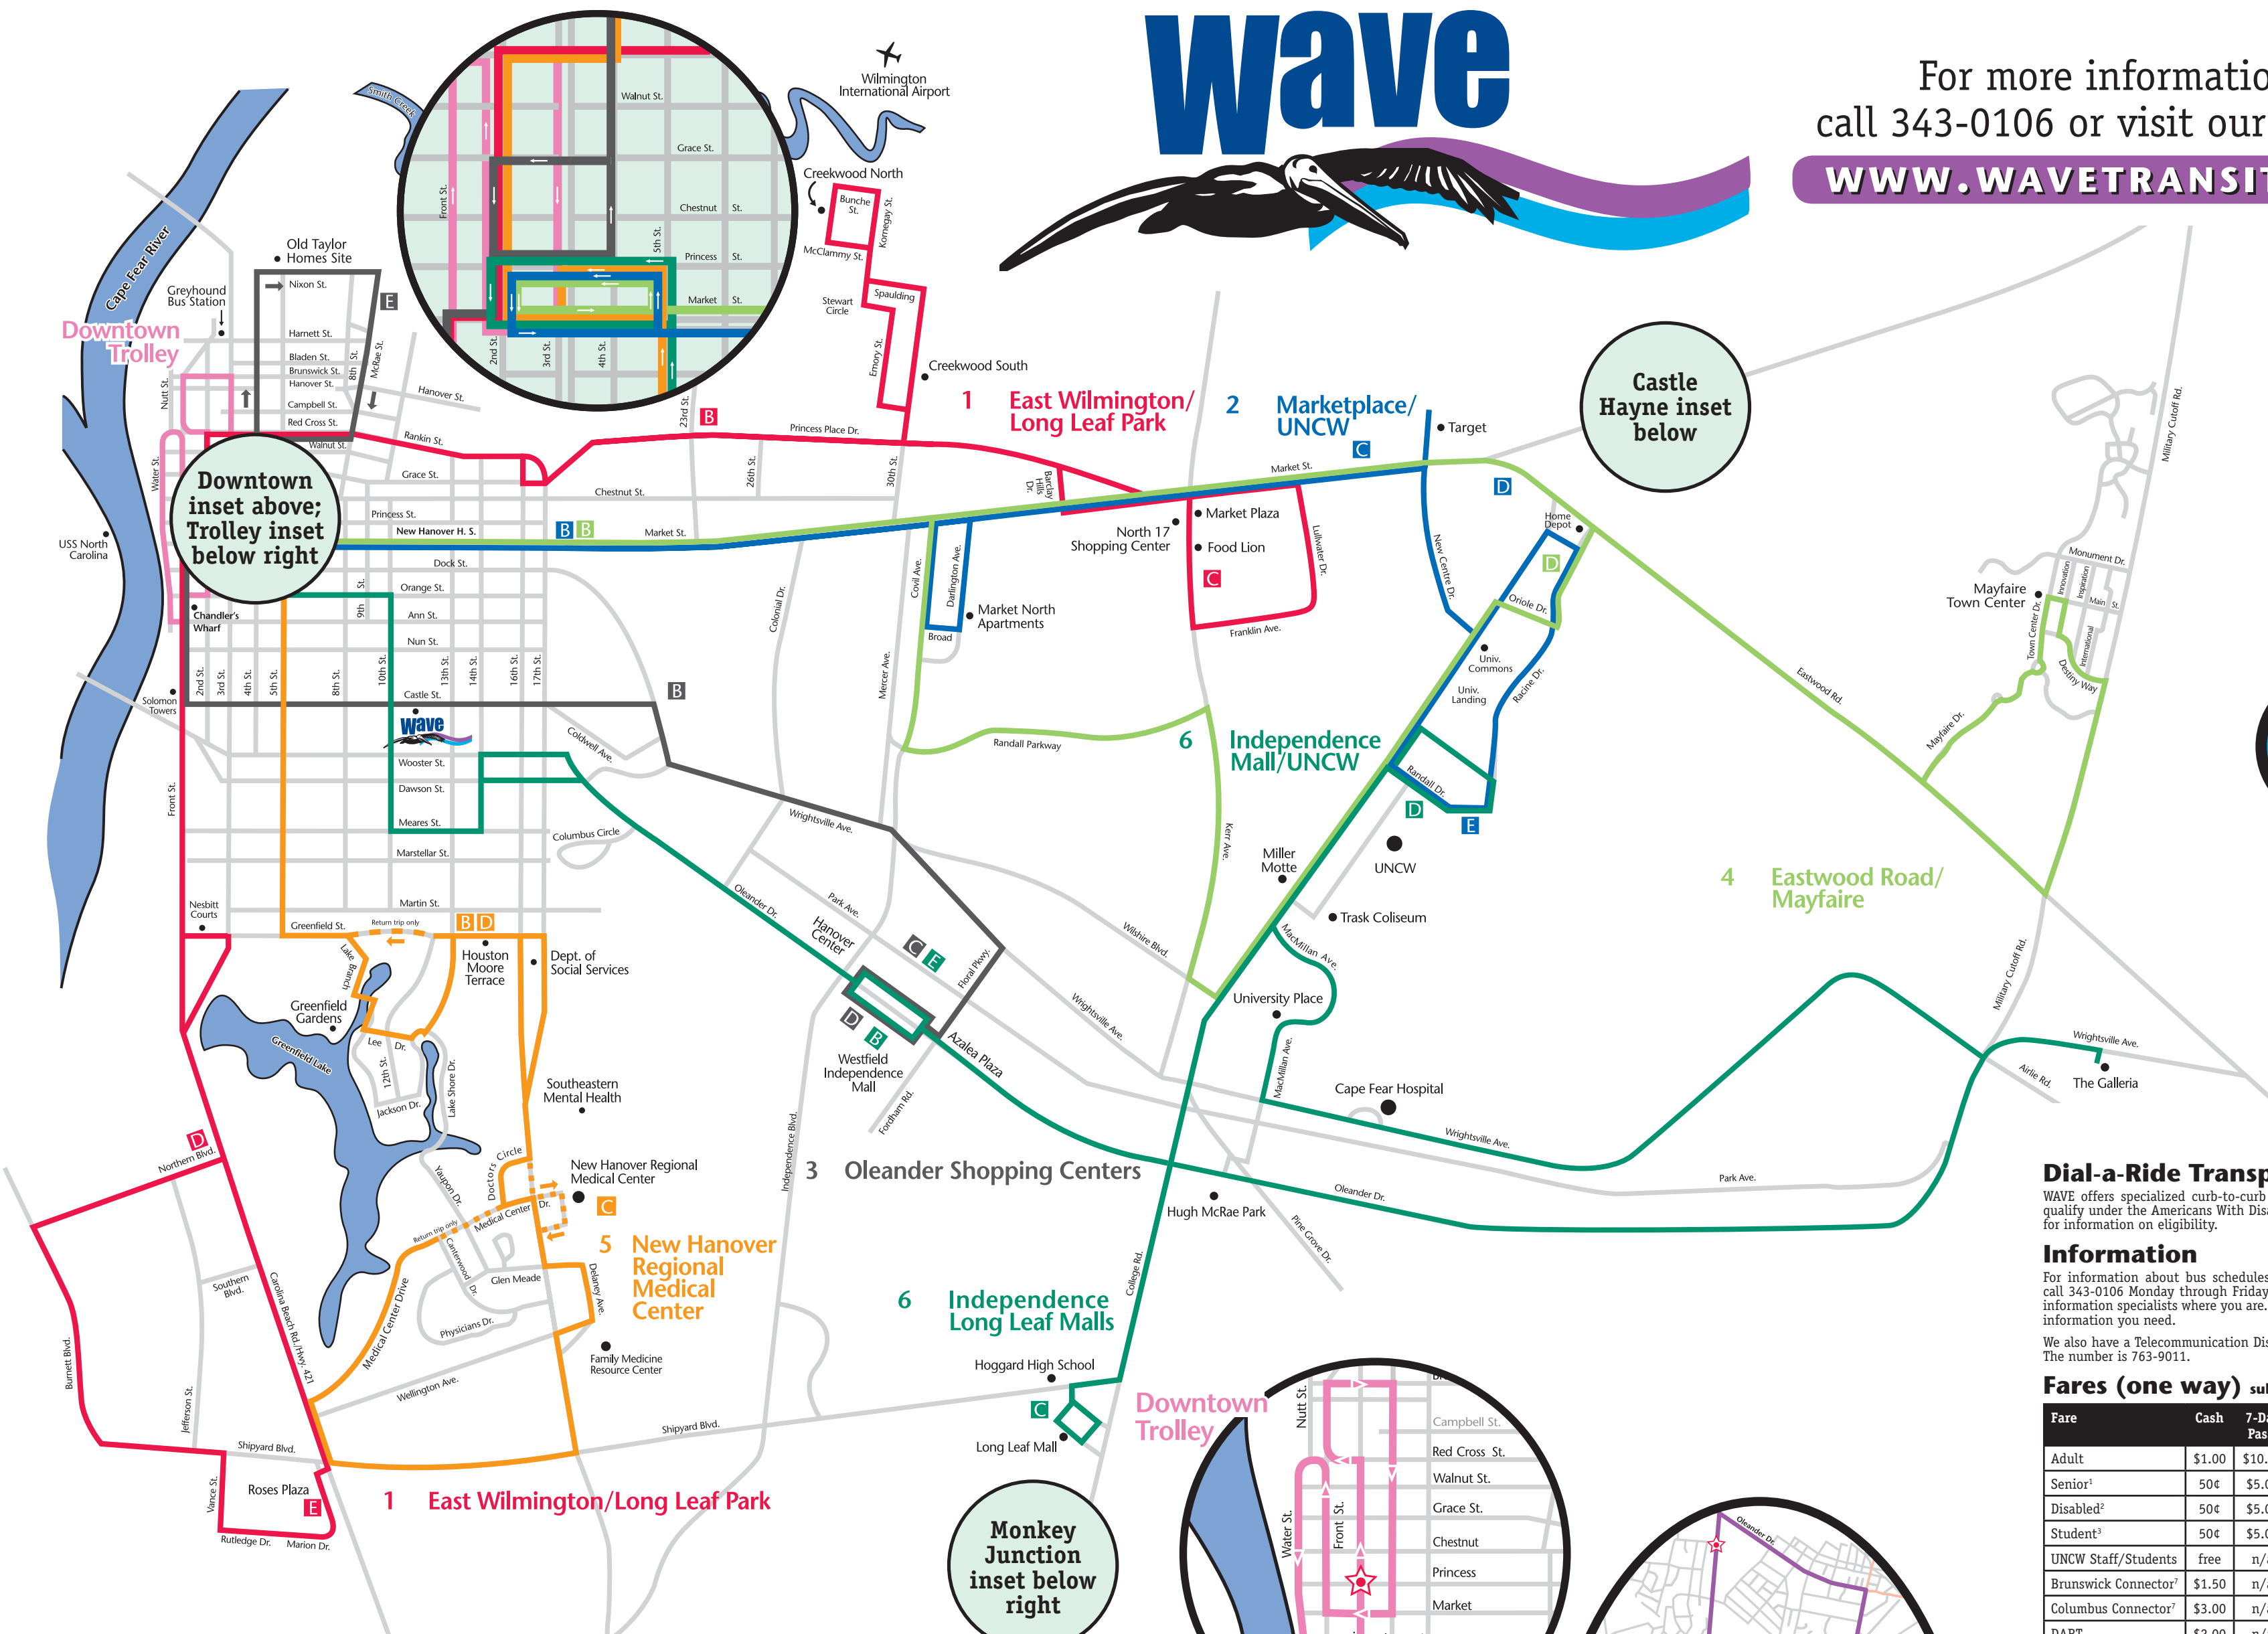 wave
For more informatio
call 343-0106 or visit our
WWW.WAVETRANSIT
Wilmington
International Airport
Smith Creek
Walnut St.
Grace St.
Chestnut St.
Princess St.
Market St.
Front St.
5th St.
2nd St.
3rd St.
4th St.
Creekwood North
Bunche
St.
Kornegay St.
McClammy St.
Spaulding
Stewart
Circle
Emory St.
Creekwood South
Cape Fear River
Old Taylor
Homes Site
Nixon St.
E
Greyhound
Bus Station
Downtown
Trolley
Harnett St.
Bladen St.
Brunswick St.
Hanover St.
Campbell St.
Red Cross St.
Walnut St.
8th St.
McRae St.
Hanover St.
Nutt St.
Water St.
Rankin St.
Grace St.
Chestnut St.
23rd St.
B
Princess Place Dr.
26th St.
30th St.
1 East Wilmington/
Long Leaf Park
2 Marketplace/
UNCW
C
Target
Castle
Hayne inset
below
Military Cutoff Rd.
Market St.
Barclay
Hills
Dr.
D
Downtown
inset above;
Trolley inset
below right
Princess St.
New Hanover H. S.
B B
Market St.
Dock St.
Orange St.
9th St.
Ann St.
Nun St.
USS North
Carolina
Chandler's
Wharf
North 17
Shopping Center
Market Plaza
Food Lion
C
Lullwater Dr.
Franklin Ave.
New Centre Dr.
Home
Depot
D
Oriole Dr.
Covil Ave.
Darlington Ave.
Broad
Market North
Apartments
Colonial Dr.
Mercer Ave.
Univ.
Commons
Univ.
Landing
Racine Dr.
Eastwood Rd.
Mayfaire
Town Center
Monument Dr.
Innovation
Inspiration
Main St.
International
Town Center Dr.
Destiny Way
Mayfaire Dr.
2nd St.
3rd St.
4th St.
5th St.
8th St.
10th St.
13th St.
14th St.
16th St.
17th St.
Castle St.
B
Solomon
Towers
wave
Wooster St.
Dawson St.
Meares St.
Marstellar St.
Martin St.
Coldwell Ave.
Columbus Circle
Front St.
Randall Parkway
6 Independence
Mall/UNCW
Randall Dr.
D
E
Kerr Ave.
Miller
Motte
UNCW
Trask Coliseum
4 Eastwood Road/
Mayfaire
Wrightsville Ave.
Oleander Dr.
Park Ave.
Hanover
Center
C E
Floral Pkwy.
Wilshire Blvd.
MacMillan Ave.
University Place
Wrightsville Ave.
Nesbitt
Courts
Greenfield St.
Return trip only
B D
Houston
Moore
Terrace
Dept. of
Social Services
Lake Branch
Greenfield
Gardens
Greenfield Lake
Lee Dr.
12th St.
Jackson Dr.
Lake Shore Dr.
Southeastern
Mental Health
D
B
Westfield
Independence
Mall
Azalea Plaza
Fordham Rd.
Independence Blvd.
MacMillan Ave.
Cape Fear Hospital
Wrightsville Ave.
Military Cutoff Rd.
Wrightsville Ave.
Airlie Rd.
The Galleria
D
Northern Blvd.
Yaupon Dr.
Doctors Circle
New Hanover Regional
Medical Center
C
Medical Center Dr.
Return trip only
3 Oleander Shopping Centers
Oleander Dr.
Park Ave.
Hugh McRae Park
Pine Grove Dr.
5 New Hanover
Regional
Medical
Center
Canterwood Dr.
Glen Meade
Delaney Ave.
Physicians Dr.
Family Medicine
Resource Center
Southern
Blvd.
Carolina Beach Rd./Hwy. 421
Medical Center Drive
Burnett Blvd.
Jefferson St.
Wellington Ave.
Shipyard Blvd.
Shipyard Blvd.
Vance St.
Roses Plaza
E
Rutledge Dr.
Marion Dr.
1 East Wilmington/Long Leaf Park
College Rd.
6 Independence
Long Leaf Malls
Hoggard High School
C
Long Leaf Mall
Monkey
Junction
inset below
right
Downtown
Trolley
Nutt St.
Campbell St.
Red Cross St.
Walnut St.
Grace St.
Chestnut
Princess
Market
Water St.
Front St.
Oleander Dr.
Dial-a-Ride Transp
WAVE offers specialized curb-to-curb
qualify under the Americans With Disa
for information on eligibility.
Information
For information about bus schedules
call 343-0106 Monday through Friday
information specialists where you are.
information you need.
We also have a Telecommunication Dis
The number is 763-9011.
Fares (one way) sub
Fare Cash 7-Da
Pas
Adult $1.00 $10.
Senior1 50¢ $5.0
Disabled2 50¢ $5.0
Student3 50¢ $5.0
UNCW Staff/Students free n/
Brunswick Connector7 $1.50 n/
Columbus Connector7 $3.00 n/